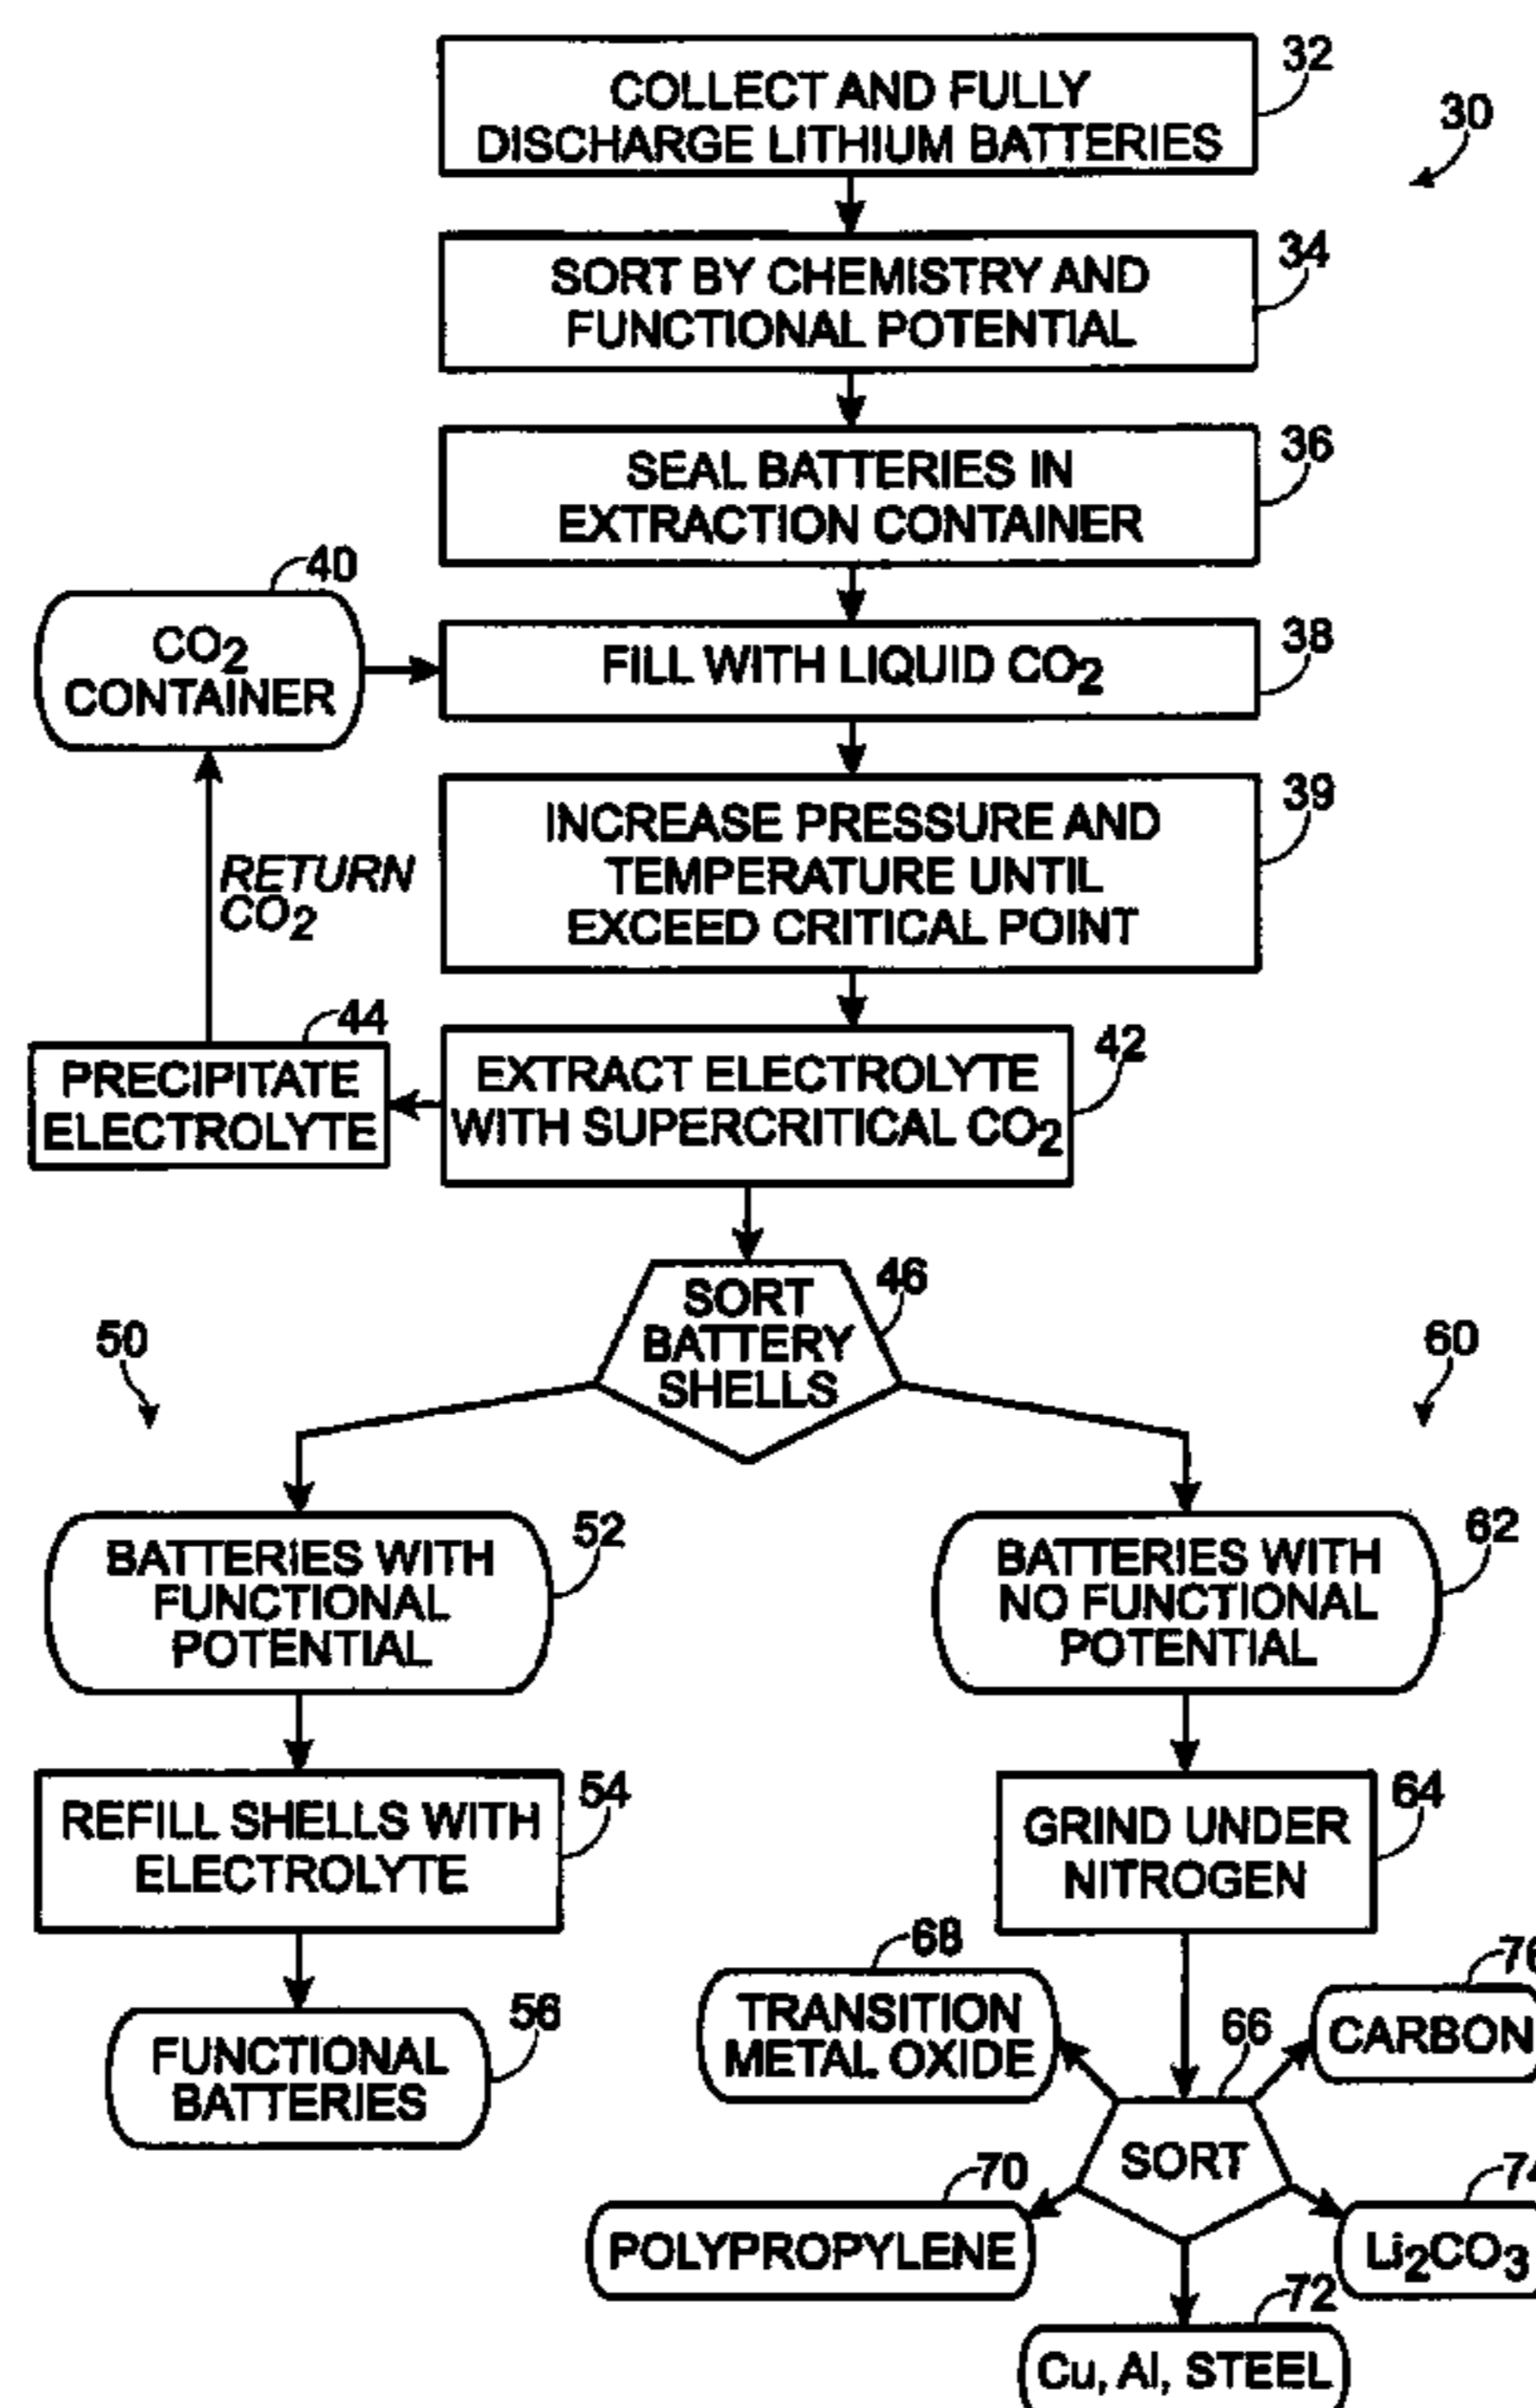 32
COLLECT AND FULLY
DISCHARGE LITHIUM BATTERIES
30
34
SORT BY CHEMISTRY AND
FUNCTIONAL POTENTIAL
36
SEAL BATTERIES IN
EXTRACTION CONTAINER
40
CO2
CONTAINER
38
FILL WITH LIQUID CO2
39
INCREASE PRESSURE AND
TEMPERATURE UNTIL
EXCEED CRITICAL POINT
RETURN
CO2
44
PRECIPITATE
ELECTROLYTE
42
EXTRACT ELECTROLYTE
WITH SUPERCRITICAL CO2
46
SORT
BATTERY
SHELLS
50
60
52
BATTERIES WITH
FUNCTIONAL
POTENTIAL
62
BATTERIES WITH
NO FUNCTIONAL
POTENTIAL
54
REFILL SHELLS WITH
ELECTROLYTE
64
GRIND UNDER
NITROGEN
56
FUNCTIONAL
BATTERIES
68
TRANSITION
METAL OXIDE
76
CARBON
66
SORT
70
POLYPROPYLENE
74
Li2CO3
72
Cu, Al, STEEL